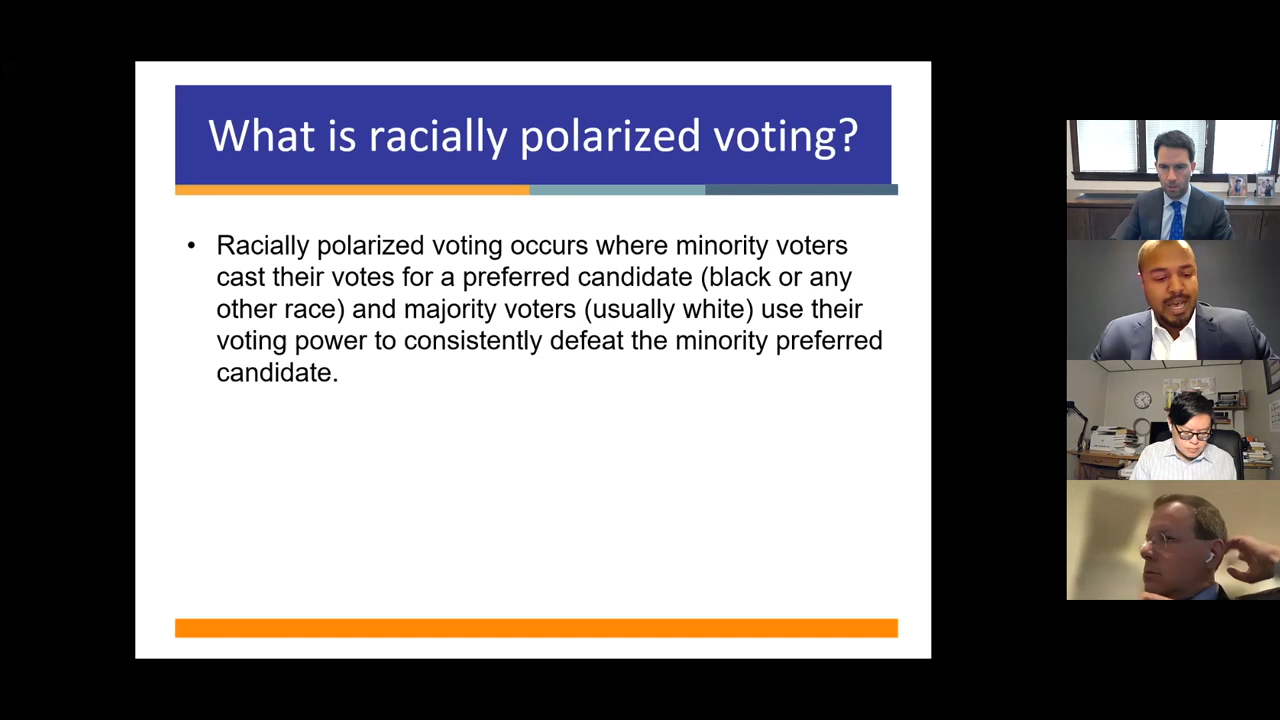 What is racially polarized voting?
• Racially polarized voting occurs where minority voters
cast their votes for a preferred candidate (black or any
other race) and majority voters (usually white) use their
voting power to consistently defeat the minority preferred
candidate.